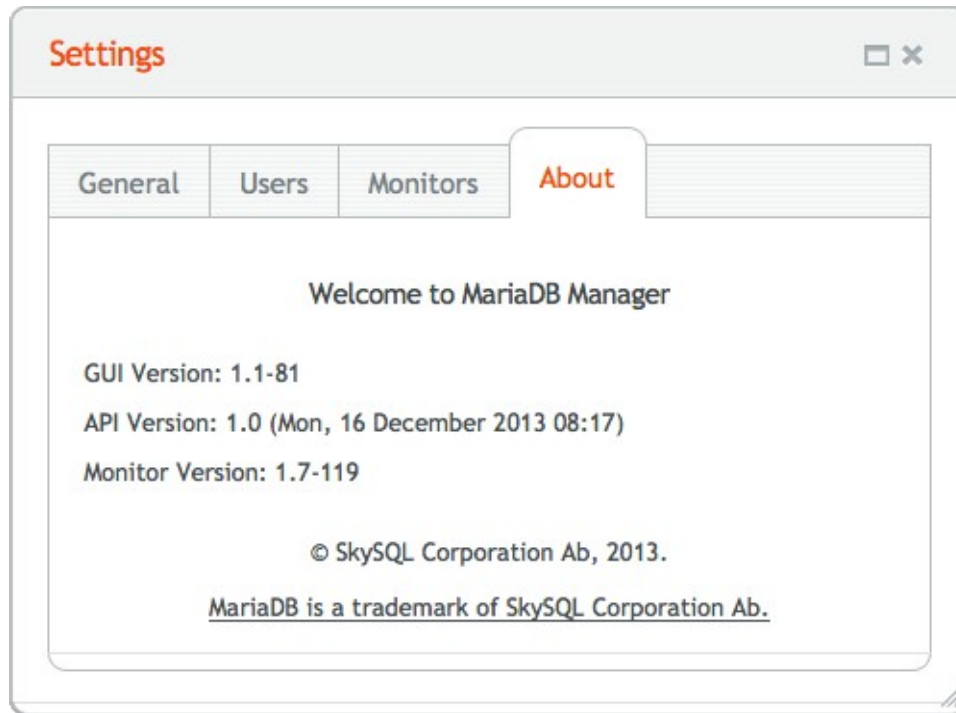 Settings
General Users Monitors About
Welcome to MariaDB Manager
GUI Version: 1.1-81
API Version: 1.0 (Mon, 16 December 2013 08:17)
Monitor Version: 1.7-119
© SkySQL Corporation Ab, 2013.
MariaDB is a trademark of SkySQL Corporation Ab.